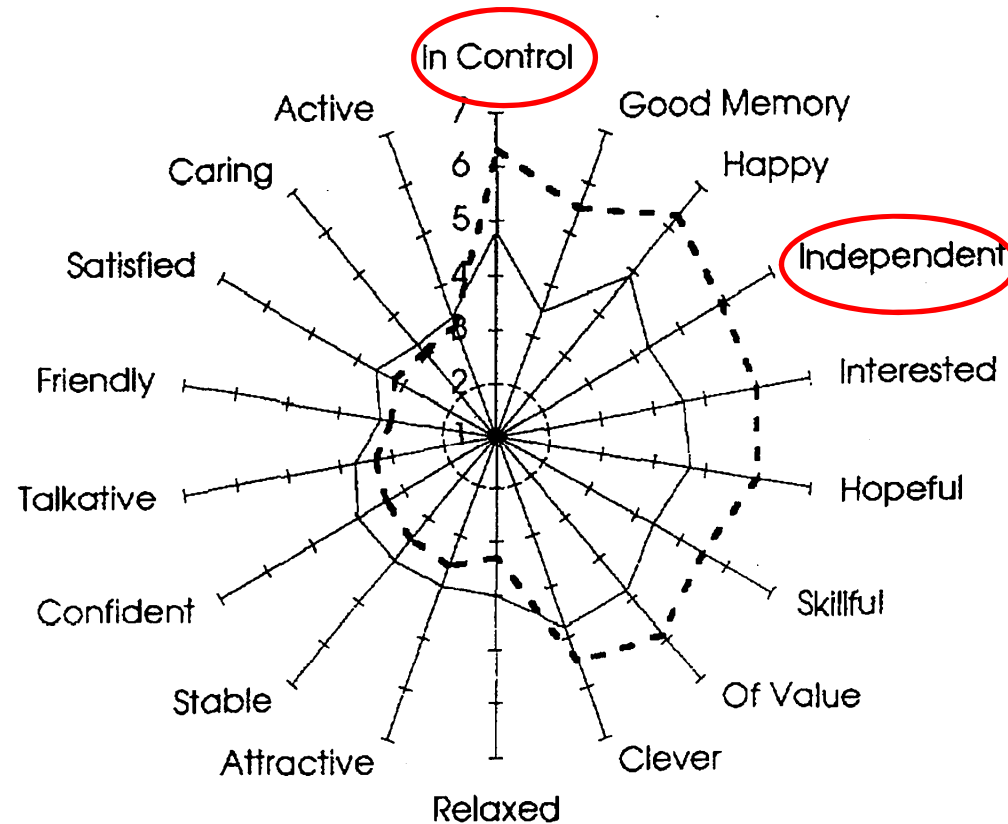 In Control
Good Memory
Happy
Independent
Interested
Hopeful
Skillful
Of Value
Clever
Relaxed
Attractive
Stable
Confident
Talkative
Friendly
Satisfied
Caring
Active
7
6
5
4
3
2
1